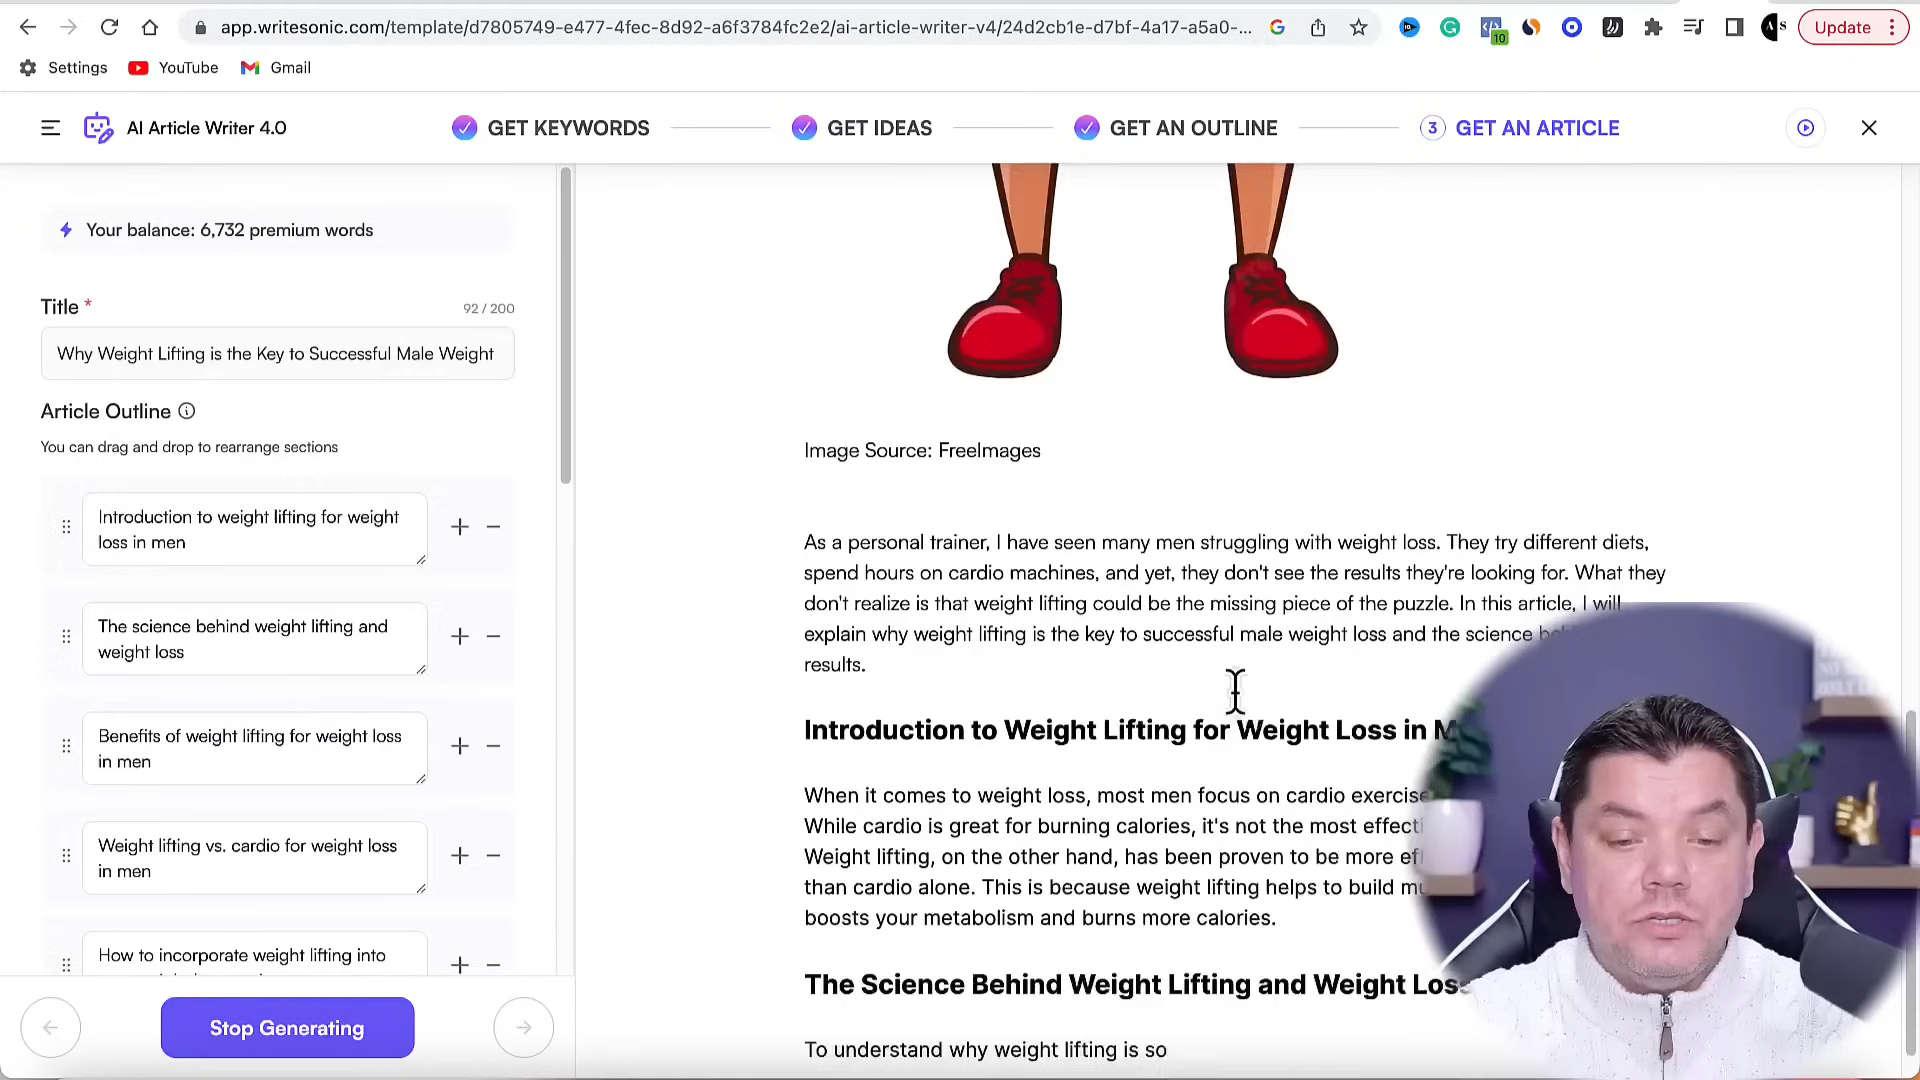 app.writesonic.com/template/d7805749-e477-4fec-8d92-a6f3784fc2e2/ai-article-writer-v4/24d2cb1e-d7bf-4a17-a5a0-...
10
Update
Settings
YouTube
Gmail
AI Article Writer 4.0
GET KEYWORDS
GET IDEAS
GET AN OUTLINE
3 GET AN ARTICLE
Your balance: 6,732 premium words
Title *
92 / 200
Why Weight Lifting is the Key to Successful Male Weight
Article Outline
You can drag and drop to rearrange sections
Introduction to weight lifting for weight
loss in men
The science behind weight lifting and
weight loss
Benefits of weight lifting for weight loss
in men
Weight lifting vs. cardio for weight loss
in men
How to incorporate weight lifting into
Stop Generating
Image Source: FreeImages
As a personal trainer, I have seen many men struggling with weight loss. They try different diets,
spend hours on cardio machines, and yet, they don't see the results they're looking for. What they
don't realize is that weight lifting could be the missing piece of the puzzle. In this article, I will
explain why weight lifting is the key to successful male weight loss and the science
results.
Introduction to Weight Lifting for Weight Loss in
When it comes to weight loss, most men focus on cardio
While cardio is great for burning calories, it's not the most
Weight lifting, on the other hand, has been proven to be more
than cardio alone. This is because weight lifting helps to build
boosts your metabolism and burns more calories.
The Science Behind Weight Lifting and Weight
To understand why weight lifting is so